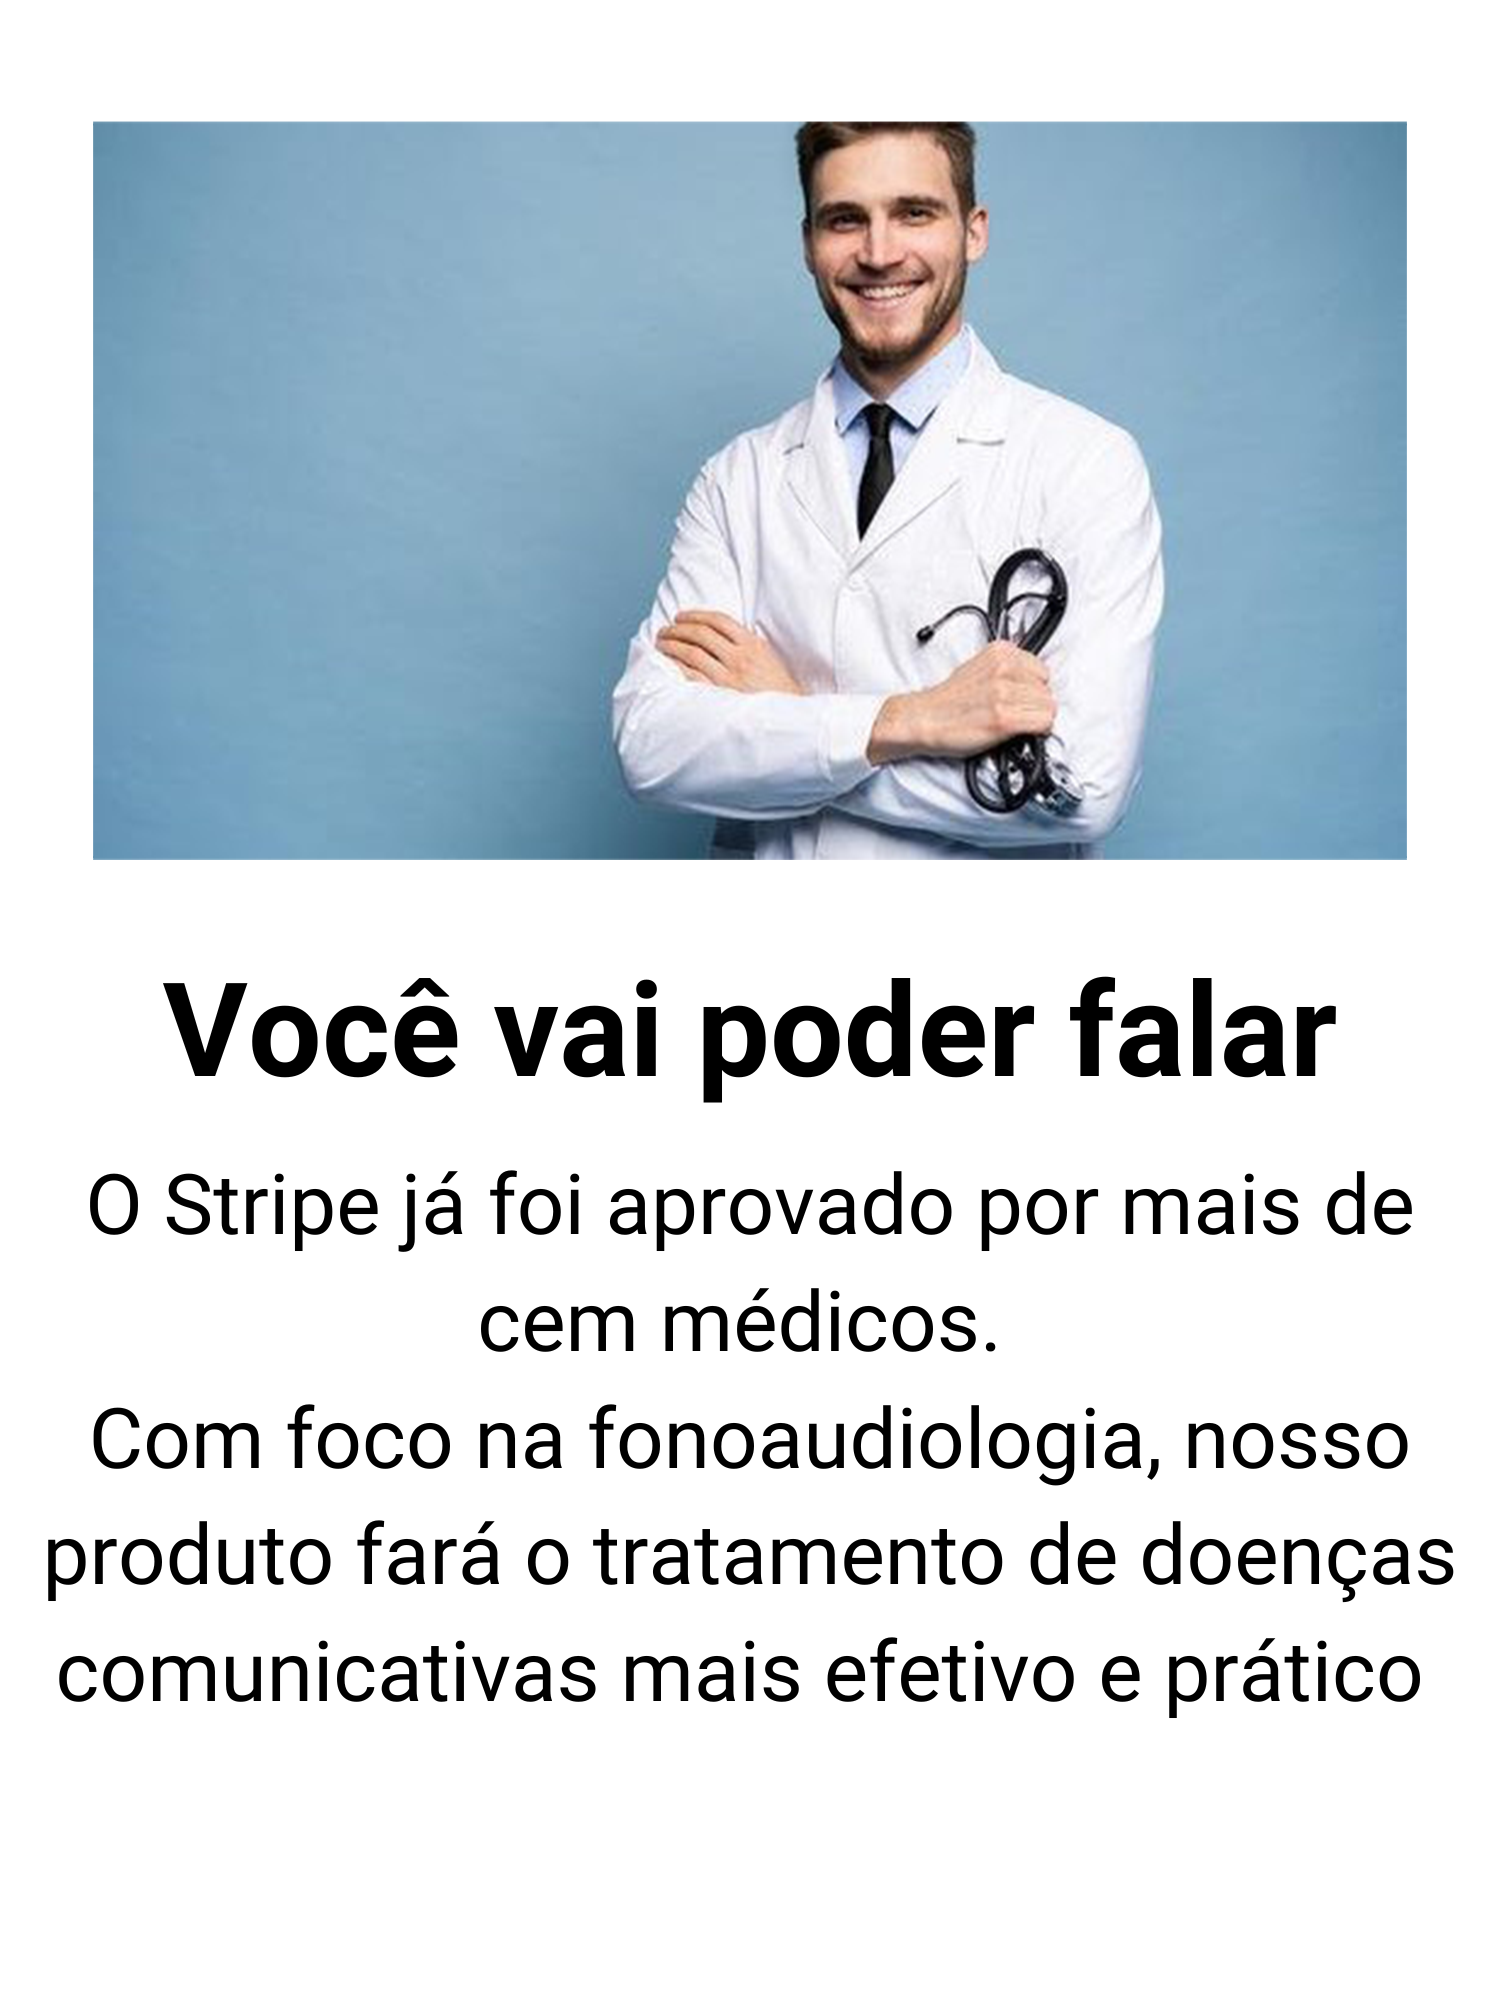 Você vai poder falar
O Stripe já foi aprovado por mais de
cem médicos.
Com foco na fonoaudiologia, nosso
produto fará o tratamento de doenças
comunicativas mais efetivo e prático